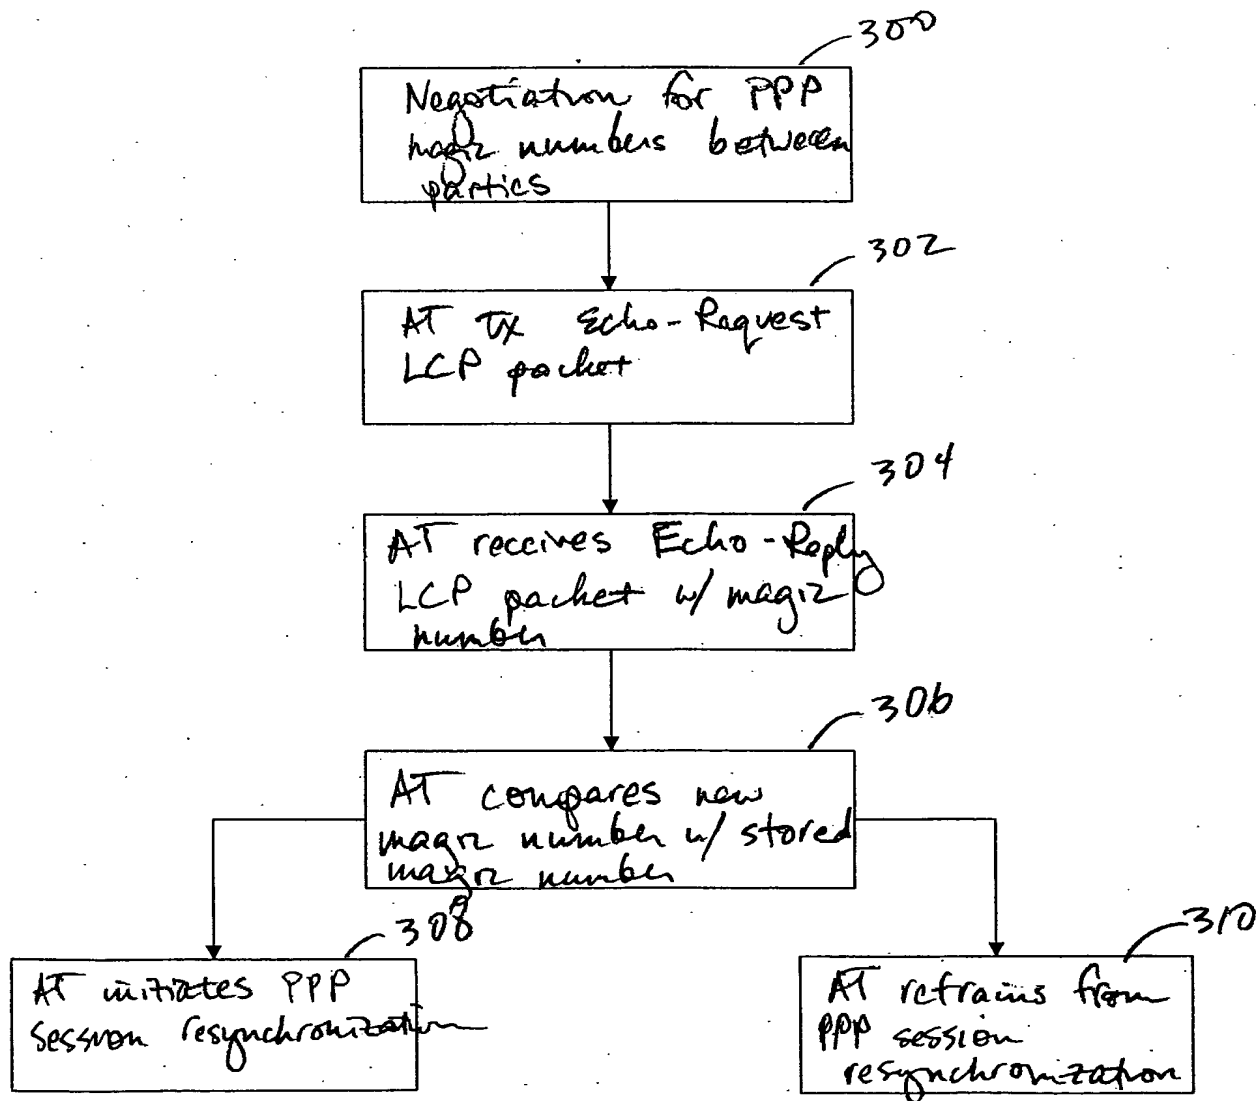 300
Negotiation for PPP
magic numbers between
parties
302
AT TX Echo-Request
LCP packet
304
AT receives Echo-Reply
LCP packet w/ magic
number
306
AT compares new
magic number w/ stored
magic number
308
AT initiates PPP
session resynchronization
310
AT refrains from
PPP session
resynchronization